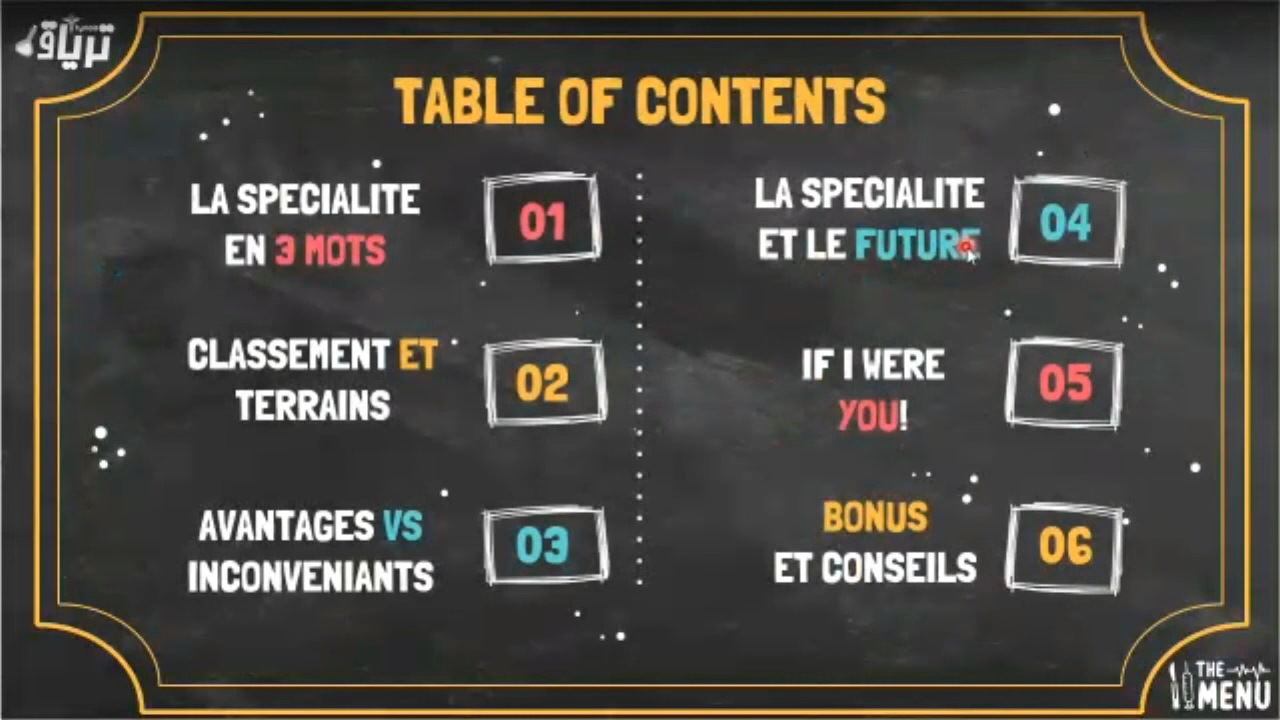 ترياق
TABLE OF CONTENTS
LA SPECIALITE
EN 3 MOTS
01
CLASSEMENT ET
TERRAINS
02
AVANTAGES VS
INCONVENIANTS
03
LA SPECIALITE
ET LE FUTURE
04
IF I WERE
YOU!
05
BONUS
ET CONSEILS
06
THE
MENU